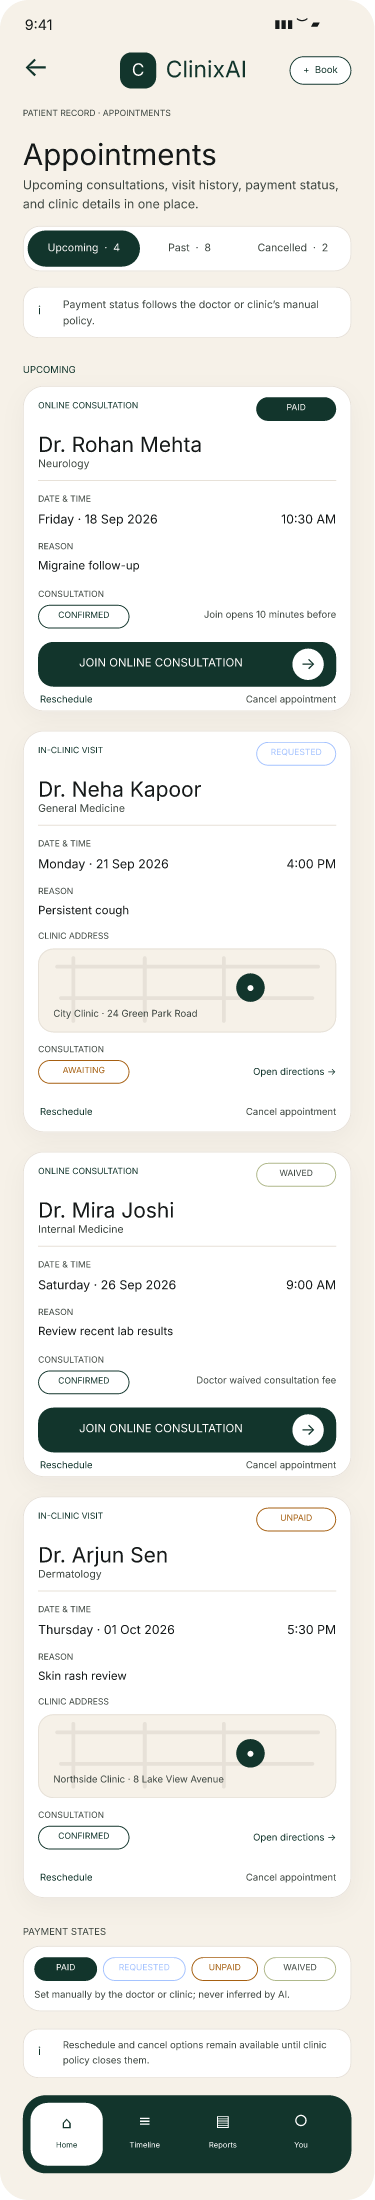 9:41
C ClinixAI
+ Book
PATIENT RECORD · APPOINTMENTS
Appointments
Upcoming consultations, visit history, payment status,
and clinic details in one place.
Upcoming · 4 Past · 8 Cancelled · 2
i Payment status follows the doctor or clinic’s manual
policy.
UPCOMING
ONLINE CONSULTATION PAID
Dr. Rohan Mehta
Neurology
DATE & TIME
Friday · 18 Sep 2026 10:30 AM
REASON
Migraine follow-up
CONSULTATION
CONFIRMED Join opens 10 minutes before
JOIN ONLINE CONSULTATION →
Reschedule Cancel appointment
IN-CLINIC VISIT REQUESTED
Dr. Neha Kapoor
General Medicine
DATE & TIME
Monday · 21 Sep 2026 4:00 PM
REASON
Persistent cough
CLINIC ADDRESS
City Clinic · 24 Green Park Road
CONSULTATION
AWAITING Open directions →
Reschedule Cancel appointment
ONLINE CONSULTATION WAIVED
Dr. Mira Joshi
Internal Medicine
DATE & TIME
Saturday · 26 Sep 2026 9:00 AM
REASON
Review recent lab results
CONSULTATION
CONFIRMED Doctor waived consultation fee
JOIN ONLINE CONSULTATION →
Reschedule Cancel appointment
IN-CLINIC VISIT UNPAID
Dr. Arjun Sen
Dermatology
DATE & TIME
Thursday · 01 Oct 2026 5:30 PM
REASON
Skin rash review
CLINIC ADDRESS
Northside Clinic · 8 Lake View Avenue
CONSULTATION
CONFIRMED Open directions →
Reschedule Cancel appointment
PAYMENT STATES
PAID REQUESTED UNPAID WAIVED
Set manually by the doctor or clinic; never inferred by AI.
i Reschedule and cancel options remain available until clinic
policy closes them.
Home Timeline Reports You